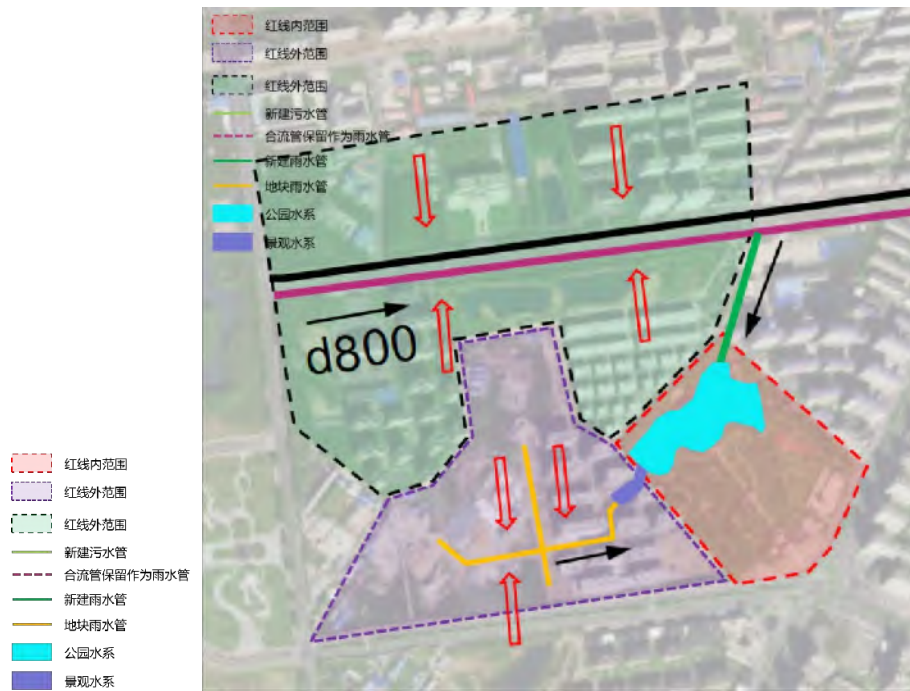 红线内范围
红线外范围
红线外范围
新建污水管
合流管保留作为雨水管
新建雨水管
地块雨水管
公园水系
景观水系
d800
红线内范围
红线外范围
红线外范围
新建污水管
合流管保留作为雨水管
新建雨水管
地块雨水管
公园水系
景观水系